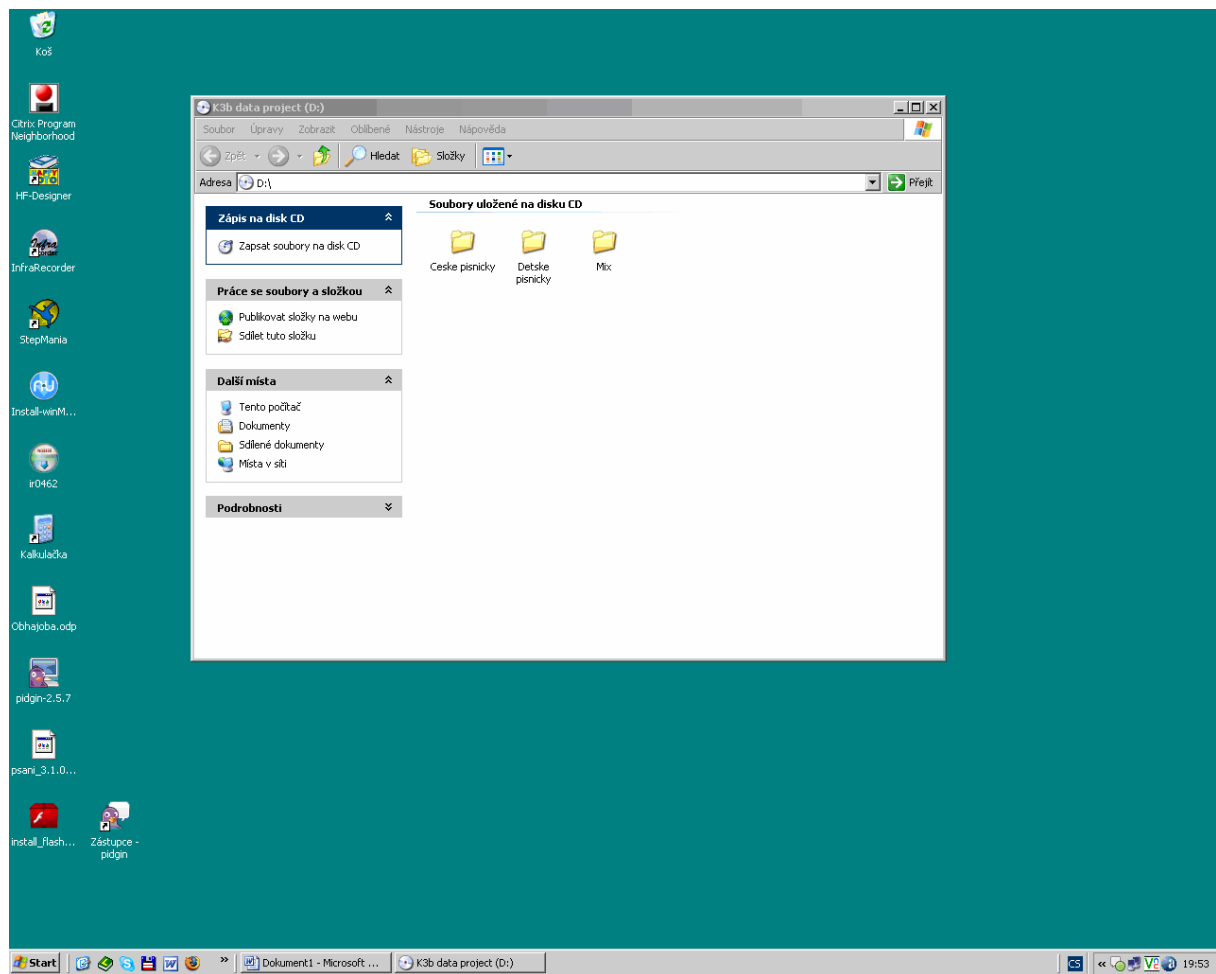 Koš
Citrix Program
Neighborhood
HF-Designer
InfraRecorder
StepMania
Install-winM...
ir0462
Kalkulačka
Obhajoba.odp
pidgin-2.5.7
psani_3.1.0...
install_flash...
Zástupce -
pidgin
K3b data project (D:)
Soubor Úpravy Zobrazit Oblíbené Nástroje Nápověda
Zpět Hledat Složky
Adresa D:\ Přejít
Zápis na disk CD
Zapsat soubory na disk CD
Práce se soubory a složkou
Publikovat složky na webu
Sdílet tuto složku
Další místa
Tento počítač
Dokumenty
Sdílené dokumenty
Místa v síti
Podrobnosti
Soubory uložené na disku CD
Ceske pisnicky
Detske
pisnicky
Mix
Start » Dokument1 - Microsoft ... K3b data project (D:) CS « 19:53